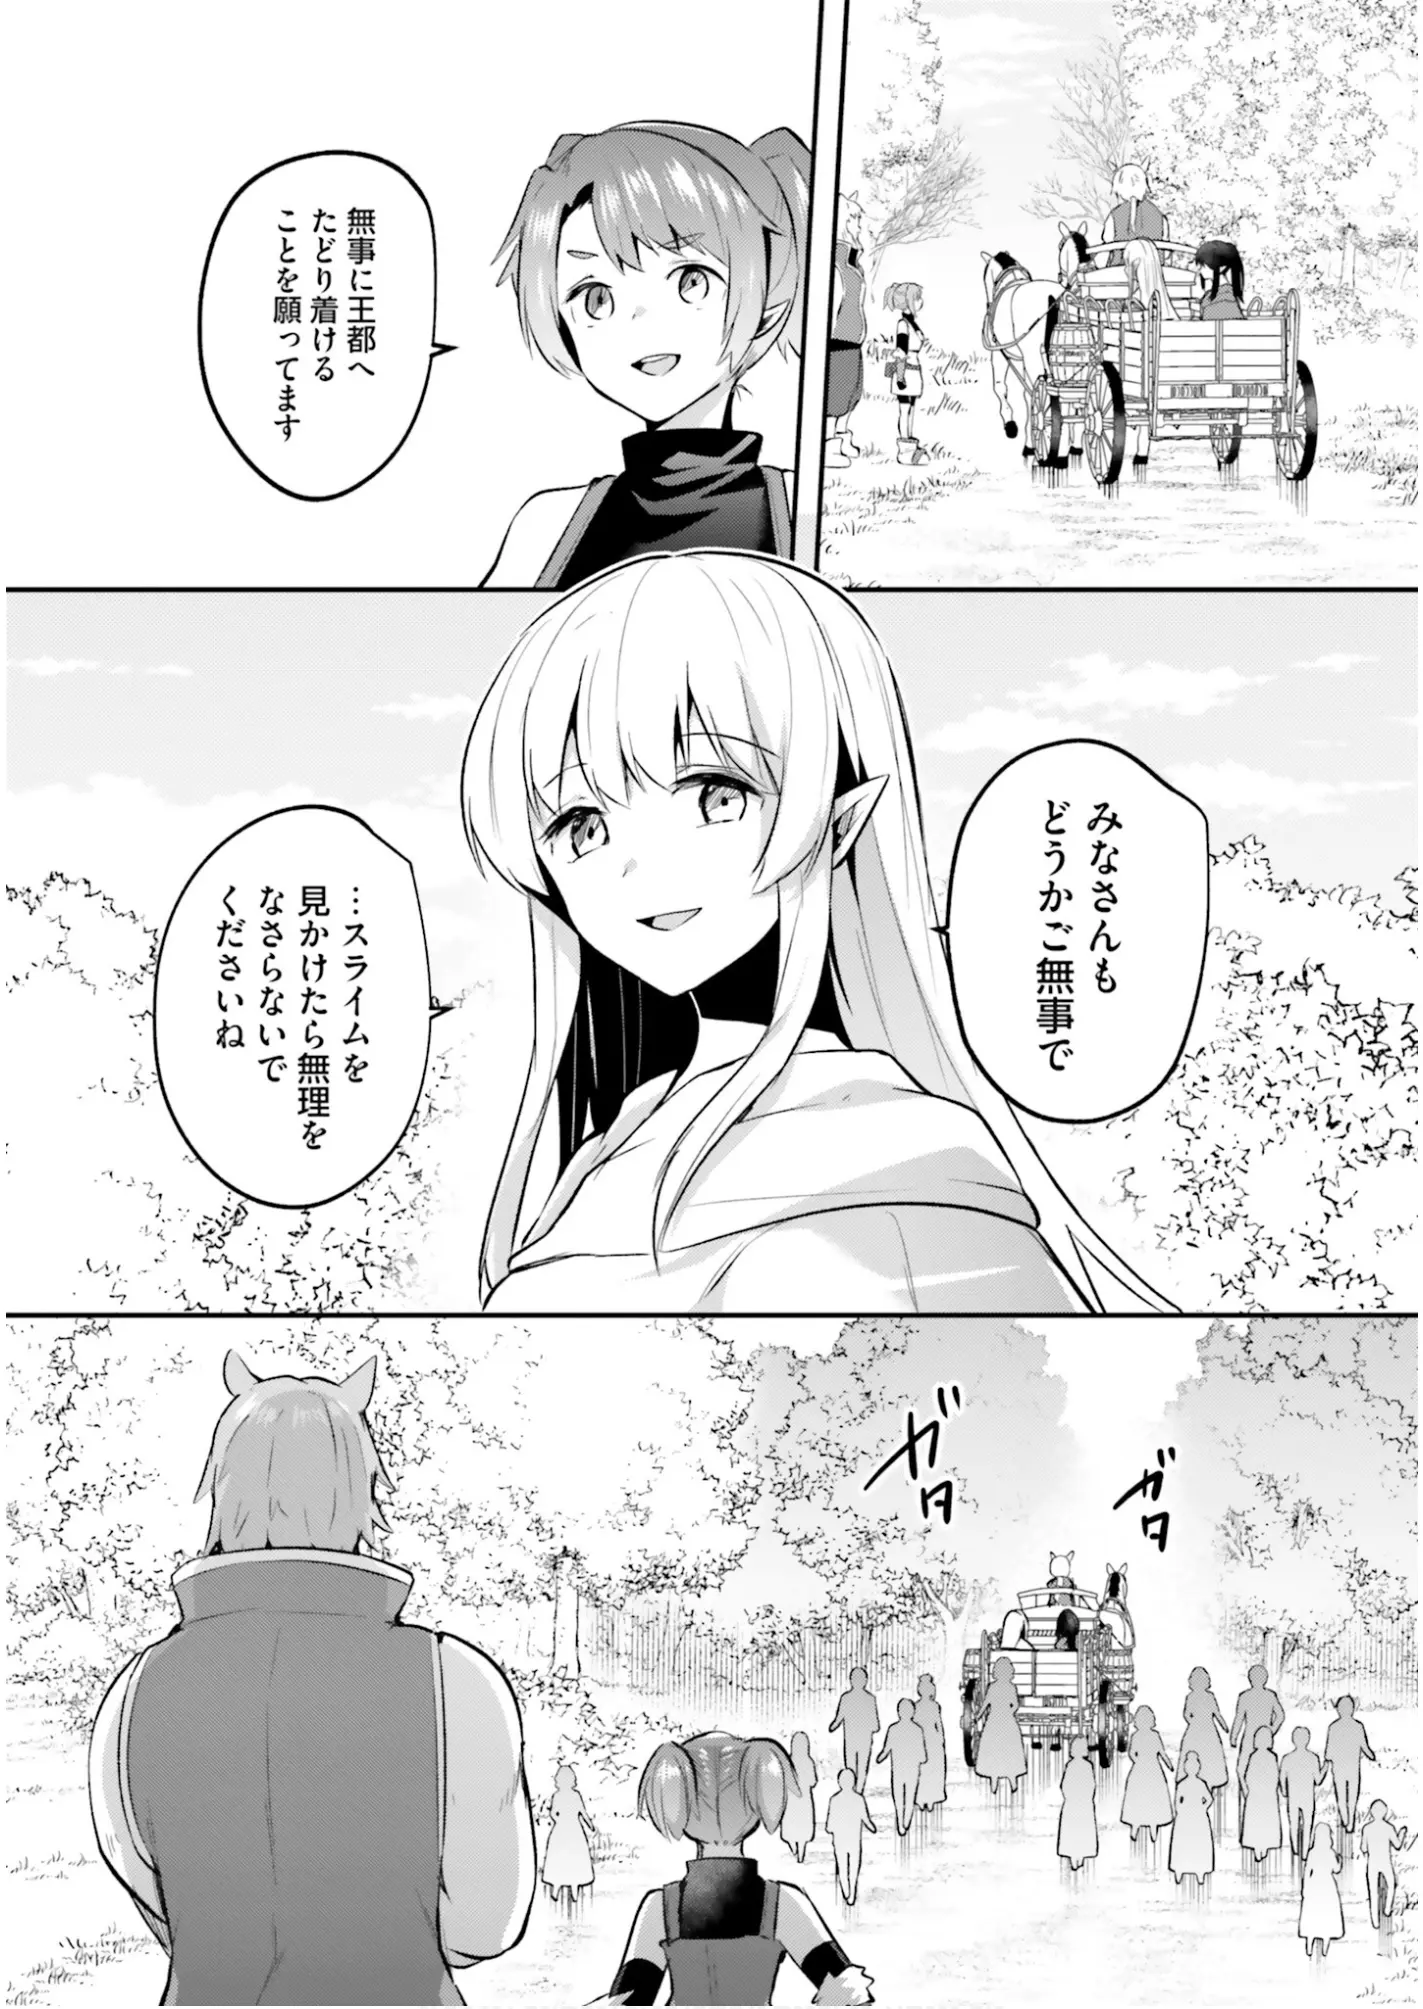 無事に王都へ
たどり着ける
ことを願ってます
みなさんも
どうかご無事で
…スライムを
見かけたら無理を
なさらないで
くださいね
ガタ
ガタ